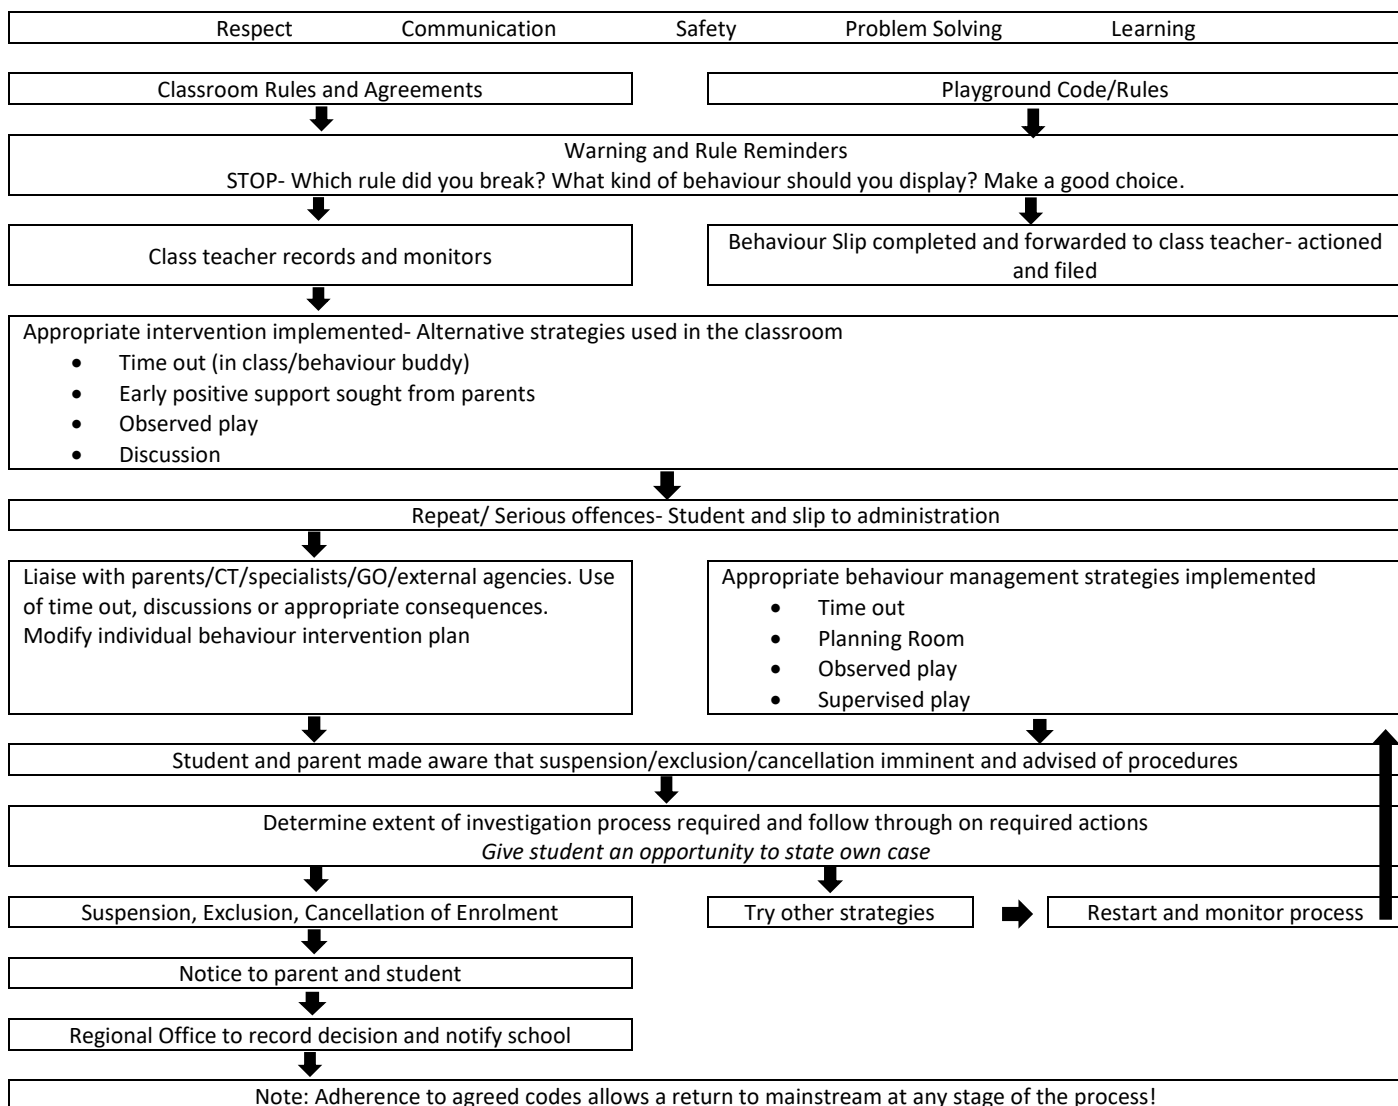 Respect Communication Safety Problem Solving Learning
Classroom Rules and Agreements
Playground Code/Rules
Warning and Rule Reminders
STOP- Which rule did you break? What kind of behaviour should you display? Make a good choice.
Class teacher records and monitors
Behaviour Slip completed and forwarded to class teacher- actioned
and filed
Appropriate intervention implemented- Alternative strategies used in the classroom
• Time out (in class/behaviour buddy)
• Early positive support sought from parents
• Observed play
• Discussion
Repeat/ Serious offences- Student and slip to administration
Liaise with parents/CT/specialists/GO/external agencies. Use
of time out, discussions or appropriate consequences.
Modify individual behaviour intervention plan
Appropriate behaviour management strategies implemented
• Time out
• Planning Room
• Observed play
• Supervised play
Student and parent made aware that suspension/exclusion/cancellation imminent and advised of procedures
Determine extent of investigation process required and follow through on required actions
Give student an opportunity to state own case
Suspension, Exclusion, Cancellation of Enrolment
Try other strategies
Restart and monitor process
Notice to parent and student
Regional Office to record decision and notify school
Note: Adherence to agreed codes allows a return to mainstream at any stage of the process!